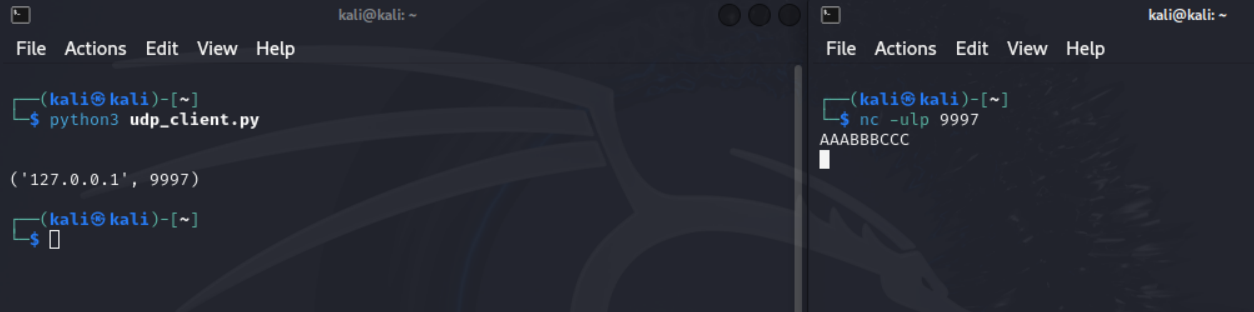 kali@kali: ~
File Actions Edit View Help
┌──(kali㉿kali)-[~]
└─$ python3 udp_client.py
('127.0.0.1', 9997)
┌──(kali㉿kali)-[~]
└─$
kali@kali: ~
File Actions Edit View Help
┌──(kali㉿kali)-[~]
└─$ nc -ulp 9997
AAABBBCCC